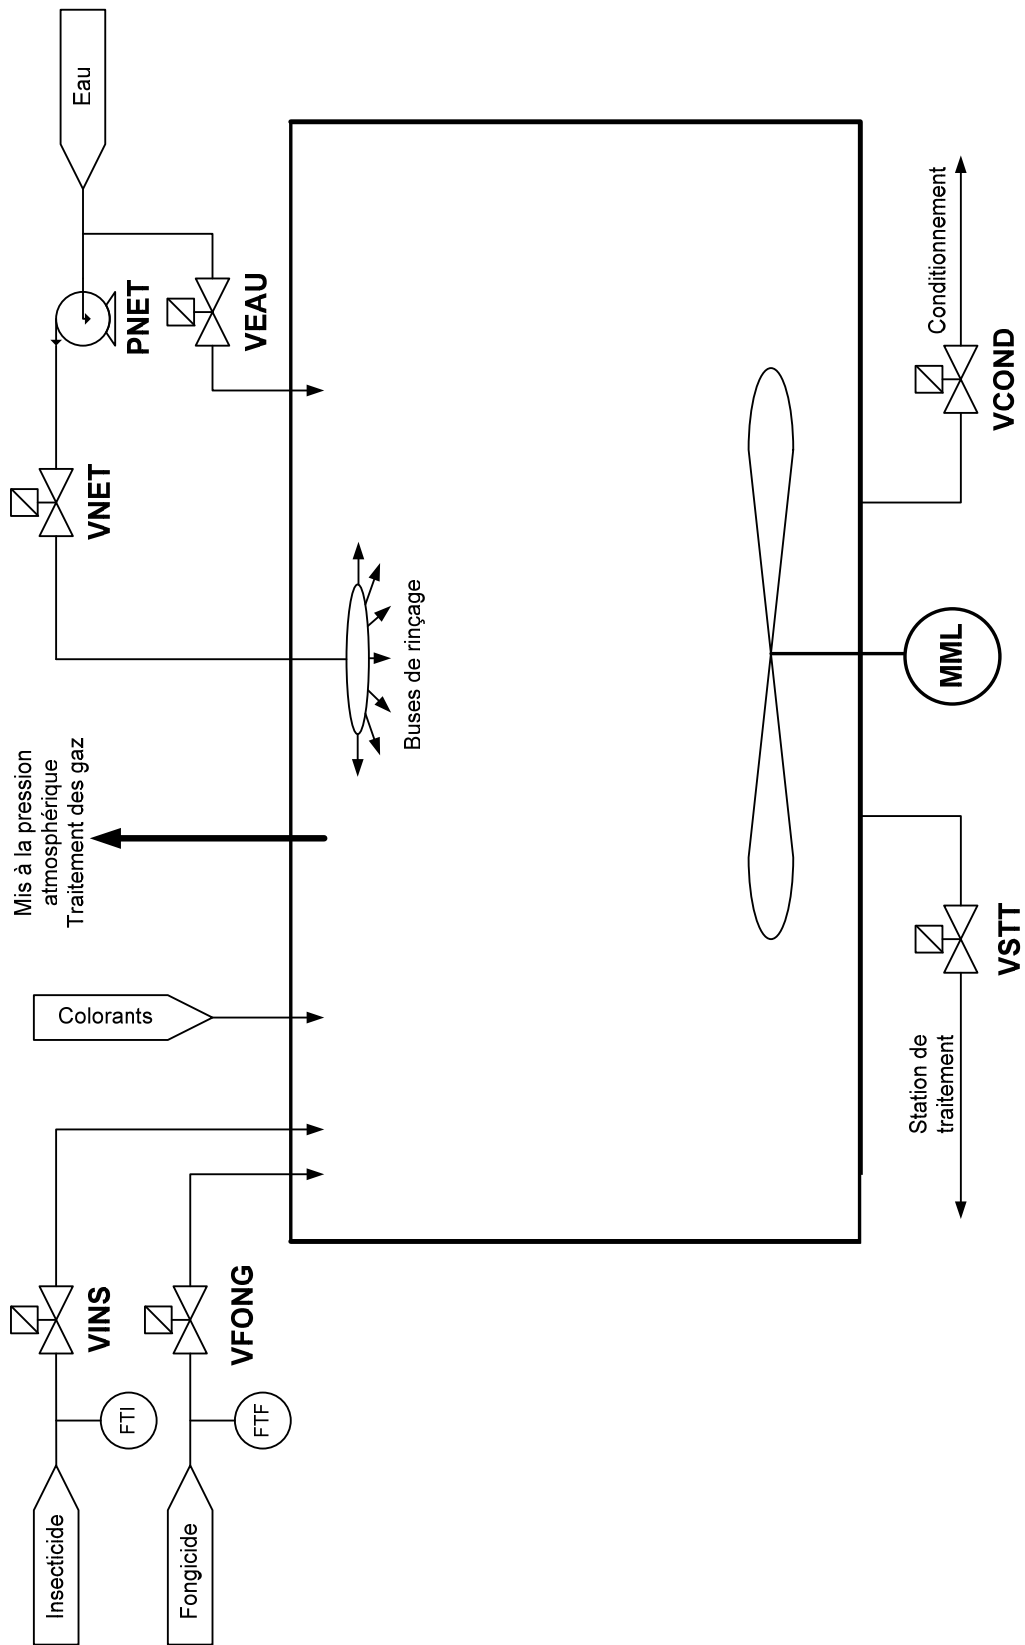 Insecticide
FTI
VINS
Fongicide
FTF
VFONG
Colorants
Mis à la pression
atmosphérique
Traitement des gaz
Buses de rinçage
VNET
PNET
VEAU
Eau
Station de
traitement
VSTT
MML
VCOND
Conditionnement